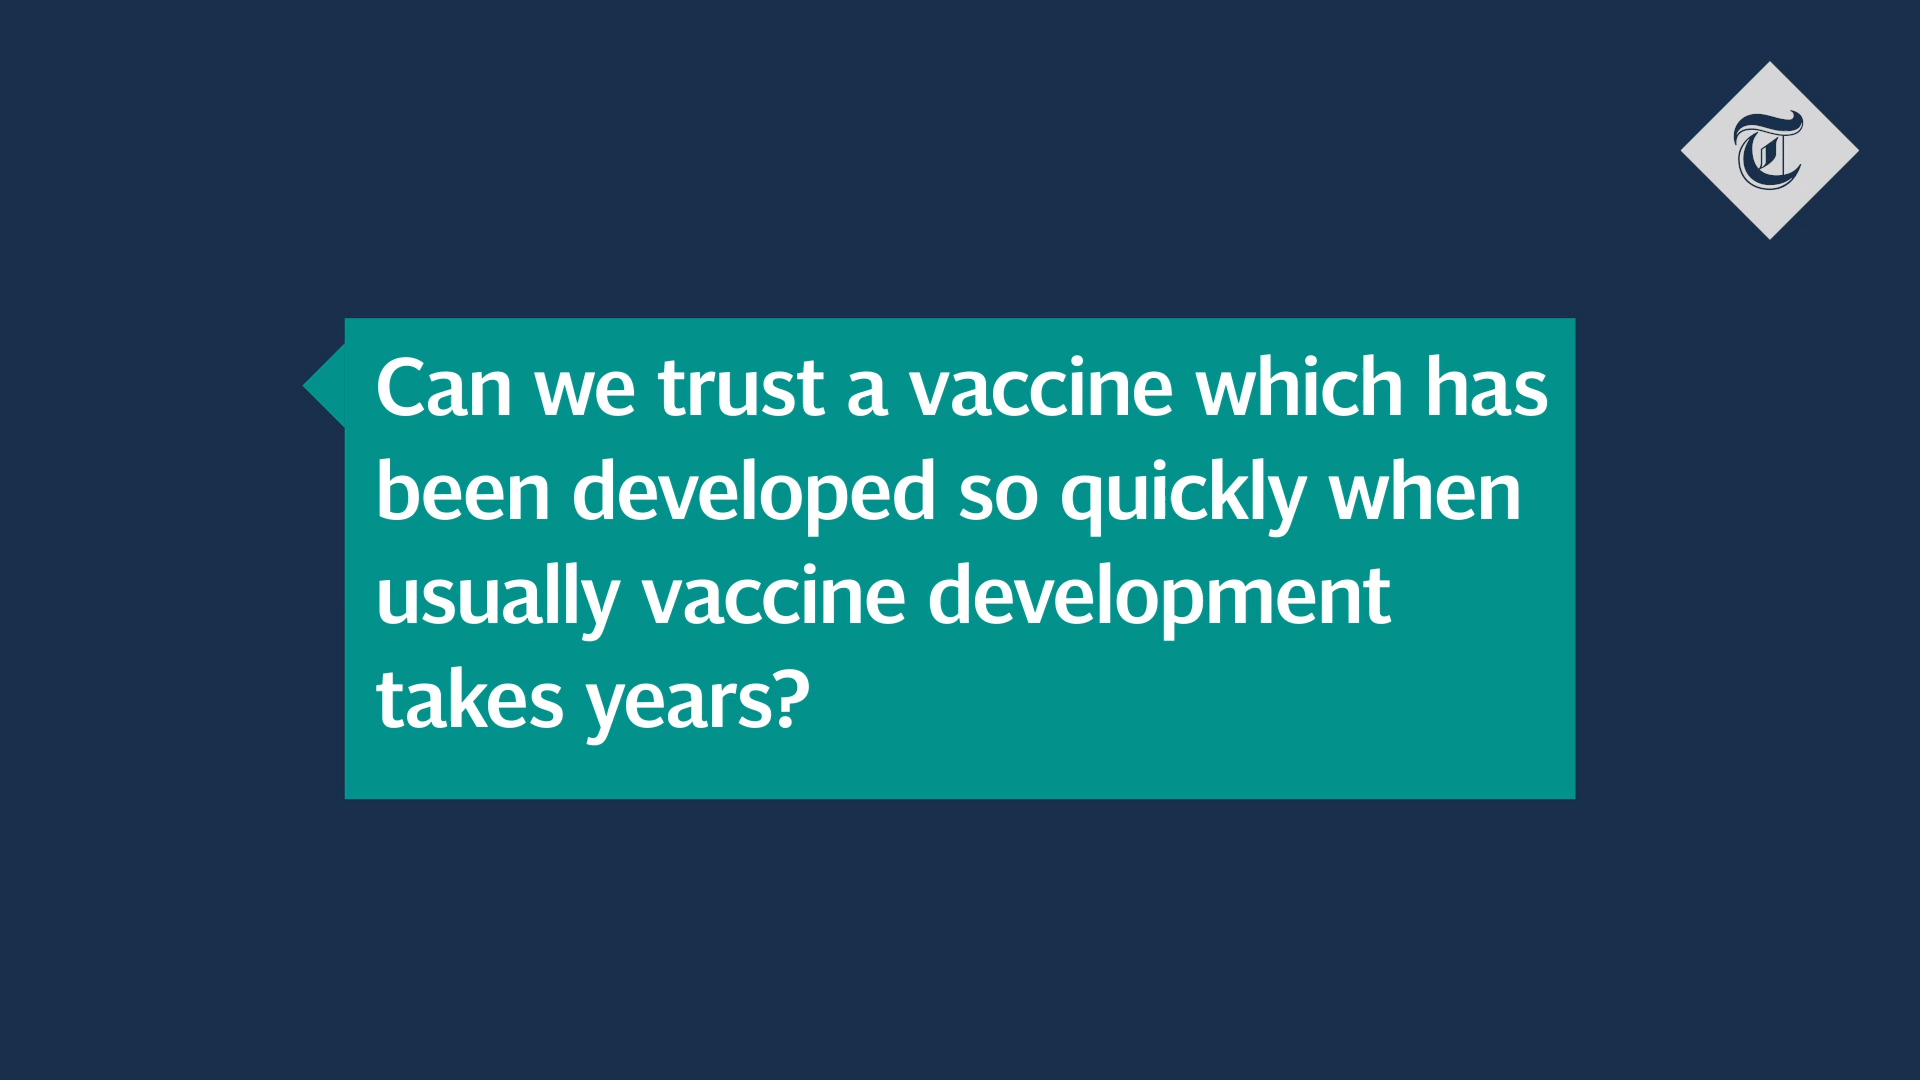 T
Can we trust a vaccine which has
been developed so quickly when
usually vaccine development
takes years?